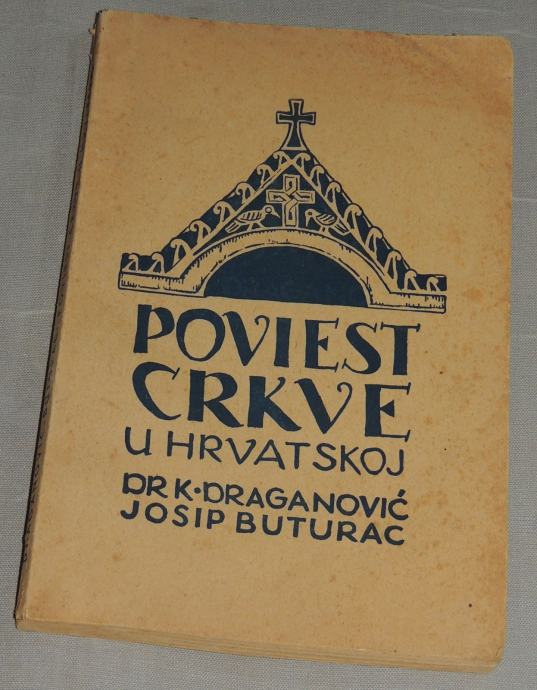 POVIEST
CRKVE
U HRVATSKOJ
DR K·DRAGANOVIĆ
JOSIP BUTURAC